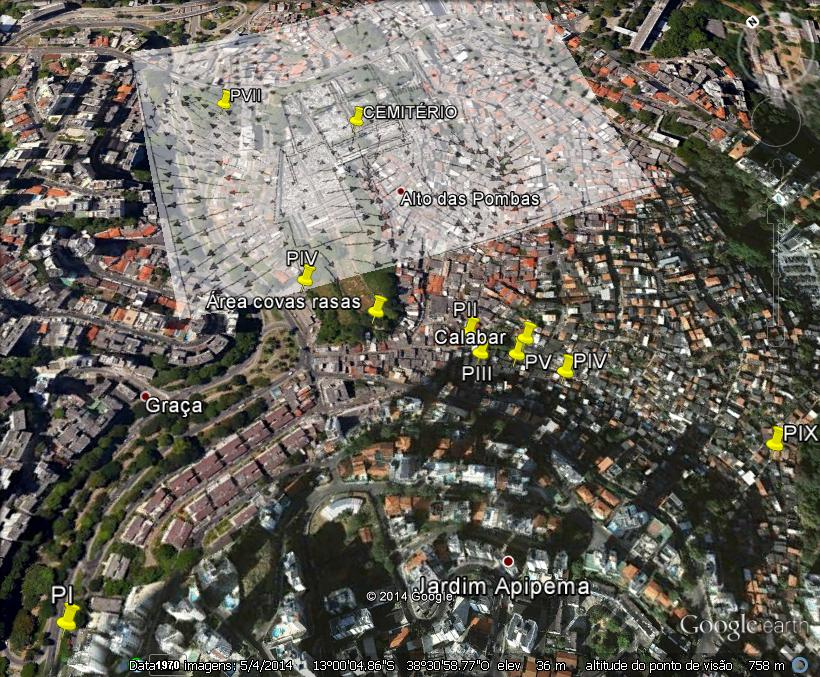 N
PVII
CEMITÉRIO
Alto das Pombas
PIV
Área covas rasas
PII
Calabar
PV
PIV
PIII
Graça
PIX
Jardim Apipema
PI
© 2014 Google
Google earth
Data 1970 imagens: 5/4/2014 13°00'04.86"S 38°30'58.77"O elev 36 m altitude do ponto de visão 758 m